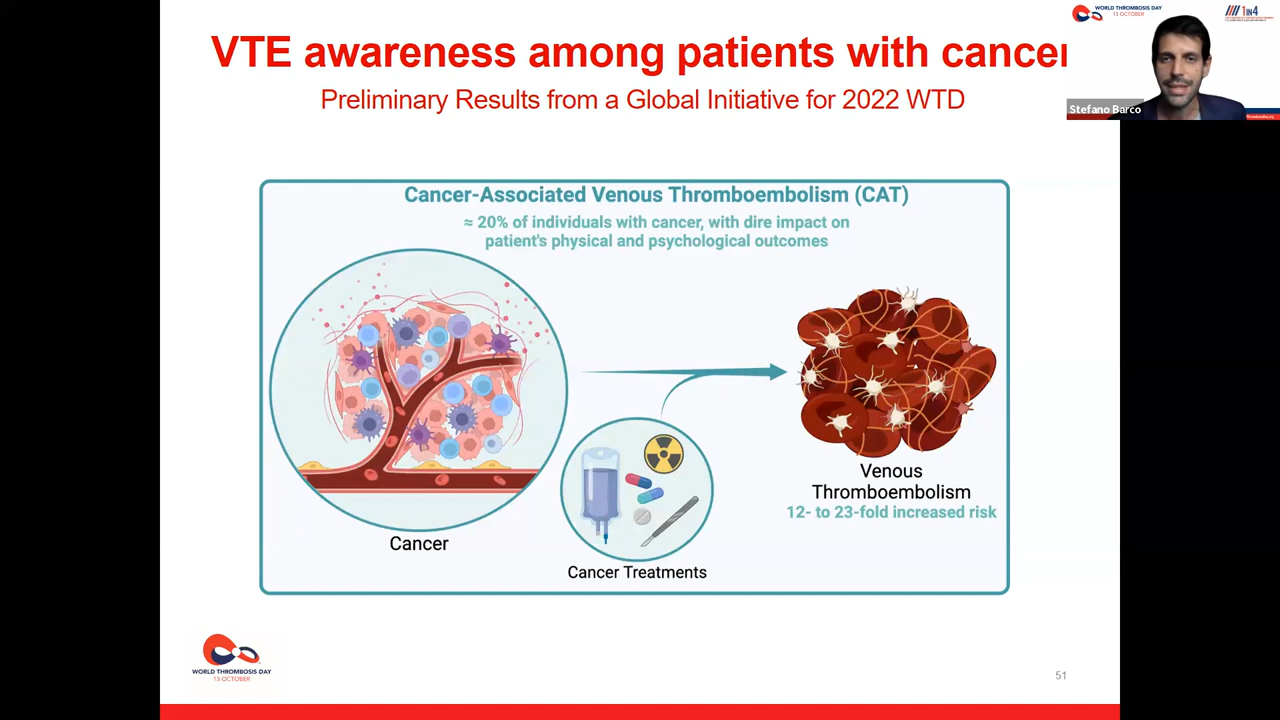 WORLD THROMBOSIS DAY
13 OCTOBER
1 IN 4
VTE awareness among patients with cancer
Preliminary Results from a Global Initiative for 2022 WTD
Stefano Barco
Cancer-Associated Venous Thromboembolism (CAT)
≈ 20% of individuals with cancer, with dire impact on
patient's physical and psychological outcomes
Venous
Thromboembolism
12- to 23-fold increased risk
Cancer
Cancer Treatments
WORLD THROMBOSIS DAY
13 OCTOBER
51